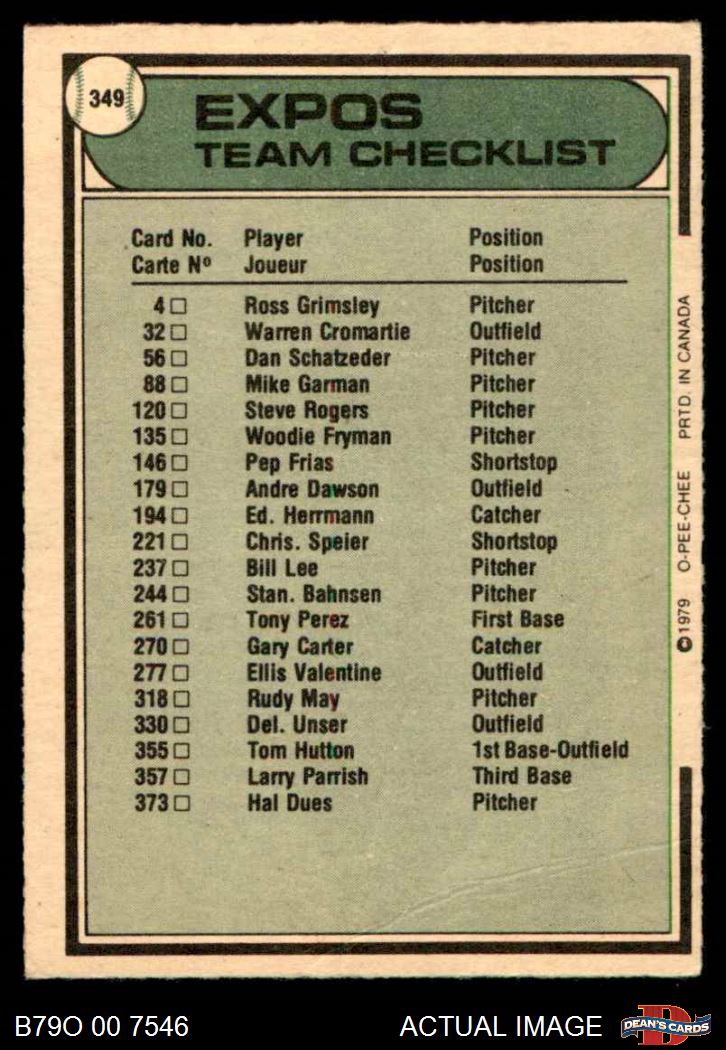 349
EXPOS
TEAM CHECKLIST
Card No. Player Position
Carte Nº Joueur Position
4 Ross Grimsley Pitcher
32 Warren Cromartie Outfield
56 Dan Schatzeder Pitcher
88 Mike Garman Pitcher
120 Steve Rogers Pitcher
135 Woodie Fryman Pitcher
146 Pep Frias Shortstop
179 Andre Dawson Outfield
194 Ed. Herrmann Catcher
221 Chris. Speier Shortstop
237 Bill Lee Pitcher
244 Stan. Bahnsen Pitcher
261 Tony Perez First Base
270 Gary Carter Catcher
277 Ellis Valentine Outfield
318 Rudy May Pitcher
330 Del. Unser Outfield
355 Tom Hutton 1st Base-Outfield
357 Larry Parrish Third Base
373 Hal Dues Pitcher
©1979 O-PEE-CHEE PRTD. IN CANADA
B79O 00 7546 ACTUAL IMAGE
DEAN'S CARDS